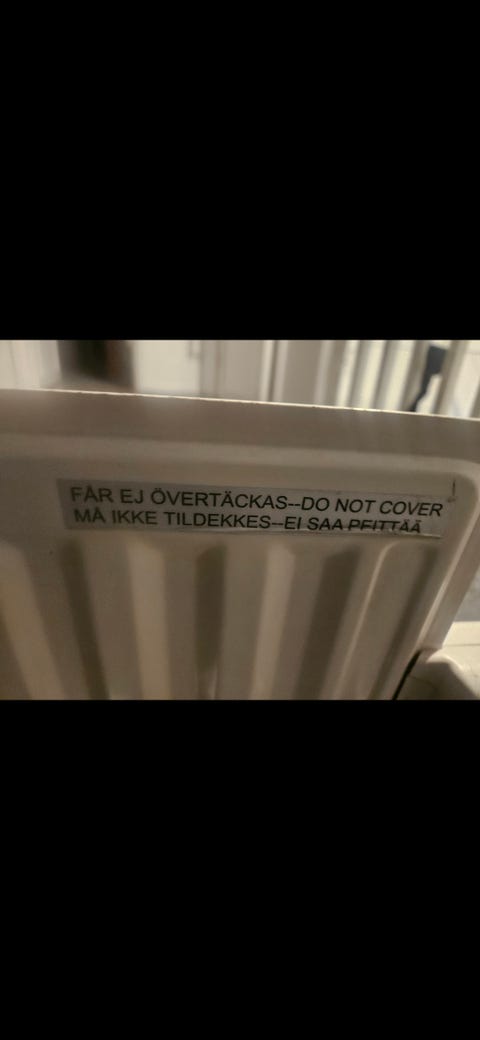 FÅR EJ ÖVERTÄCKAS--DO NOT COVER
MÅ IKKE TILDEKKES--EI SAA PEITTÄÄ